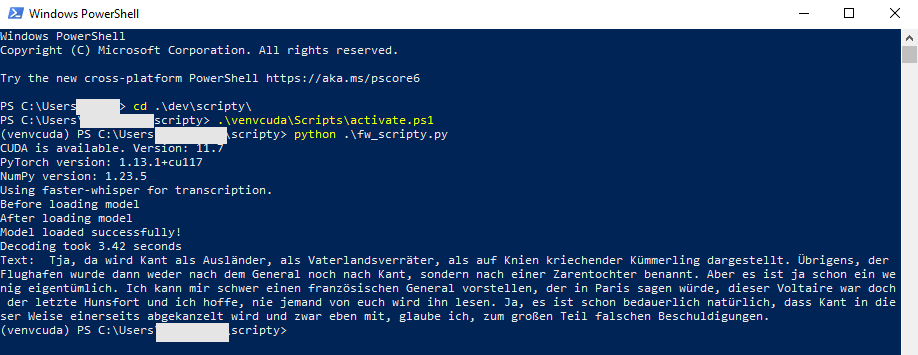 Windows PowerShell
Windows PowerShell
Copyright (C) Microsoft Corporation. All rights reserved.
Try the new cross-platform PowerShell https://aka.ms/pscore6
PS C:\Users > cd .\dev\scripty\
PS C:\Users\ scripty> .\venvcuda\Scripts\activate.ps1
(venvcuda) PS C:\Users \scripty> python .\fw_scripty.py
CUDA is available. Version: 11.7
PyTorch version: 1.13.1+cu117
NumPy version: 1.23.5
Using faster-whisper for transcription.
Before loading model
After loading model
Model loaded successfully!
Decoding took 3.42 seconds
Text:  Tja, da wird Kant als Ausländer, als Vaterlandsverräter, als auf Knien kriechender Kümmerling dargestellt. Übrigens, der
Flughafen wurde dann weder nach dem General noch nach Kant, sondern nach einer Zarentochter benannt. Aber es ist ja schon ein we
nig eigentümlich. Ich kann mir schwer einen französischen General vorstellen, der in Paris sagen würde, dieser Voltaire war doch
der letzte Hunsfort und ich hoffe, nie jemand von euch wird ihn lesen. Ja, es ist schon bedauerlich natürlich, dass Kant in die
ser Weise einerseits abgekanzelt wird und zwar eben mit, glaube ich, zum großen Teil falschen Beschuldigungen.
(venvcuda) PS C:\Users\ \scripty>